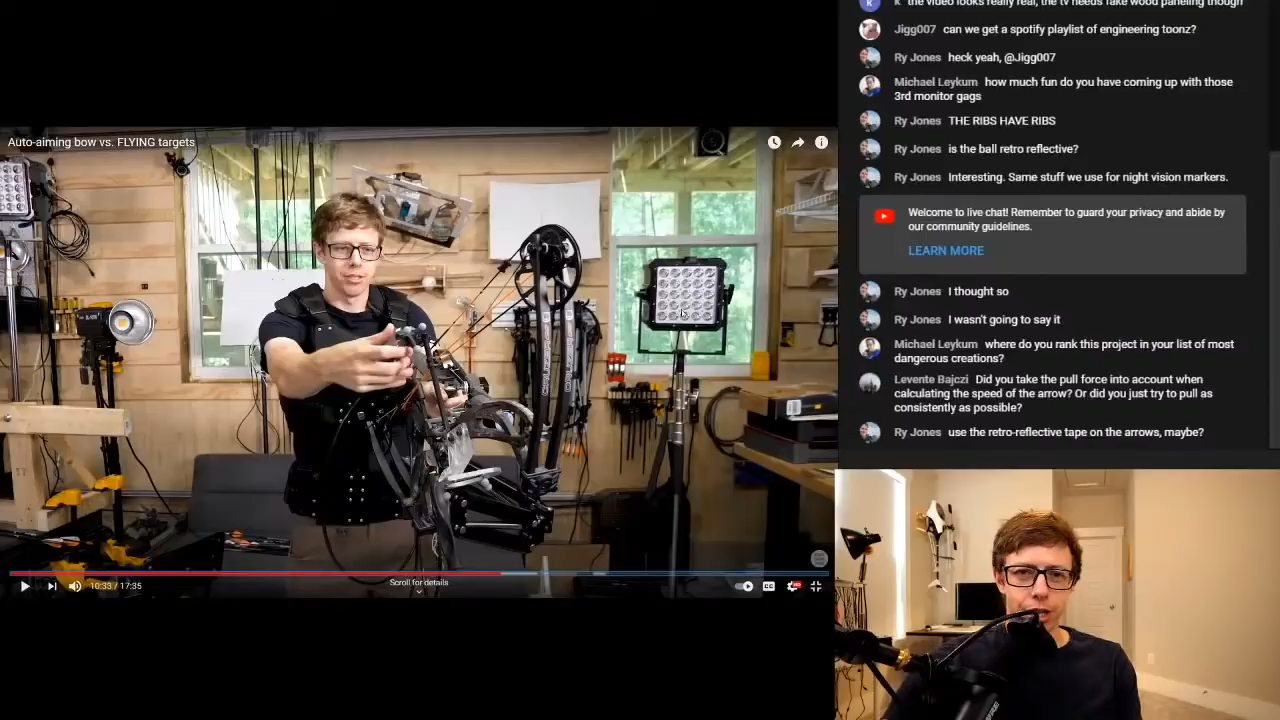 Auto-aiming bow vs. FLYING targets
10:33 / 17:35
Scroll for details
k the video looks really real, the tv needs fake wood paneling though
Jigg007 can we get a spotify playlist of engineering toonz?
Ry Jones heck yeah, @Jigg007
Michael Leykum how much fun do you have coming up with those
3rd monitor gags
Ry Jones THE RIBS HAVE RIBS
Ry Jones is the ball retro reflective?
Ry Jones Interesting. Same stuff we use for night vision markers.
Welcome to live chat! Remember to guard your privacy and abide by
our community guidelines.
LEARN MORE
Ry Jones I thought so
Ry Jones I wasn't going to say it
Michael Leykum where do you rank this project in your list of most
dangerous creations?
Levente Bajczi Did you take the pull force into account when
calculating the speed of the arrow? Or did you just try to pull as
consistently as possible?
Ry Jones use the retro-reflective tape on the arrows, maybe?